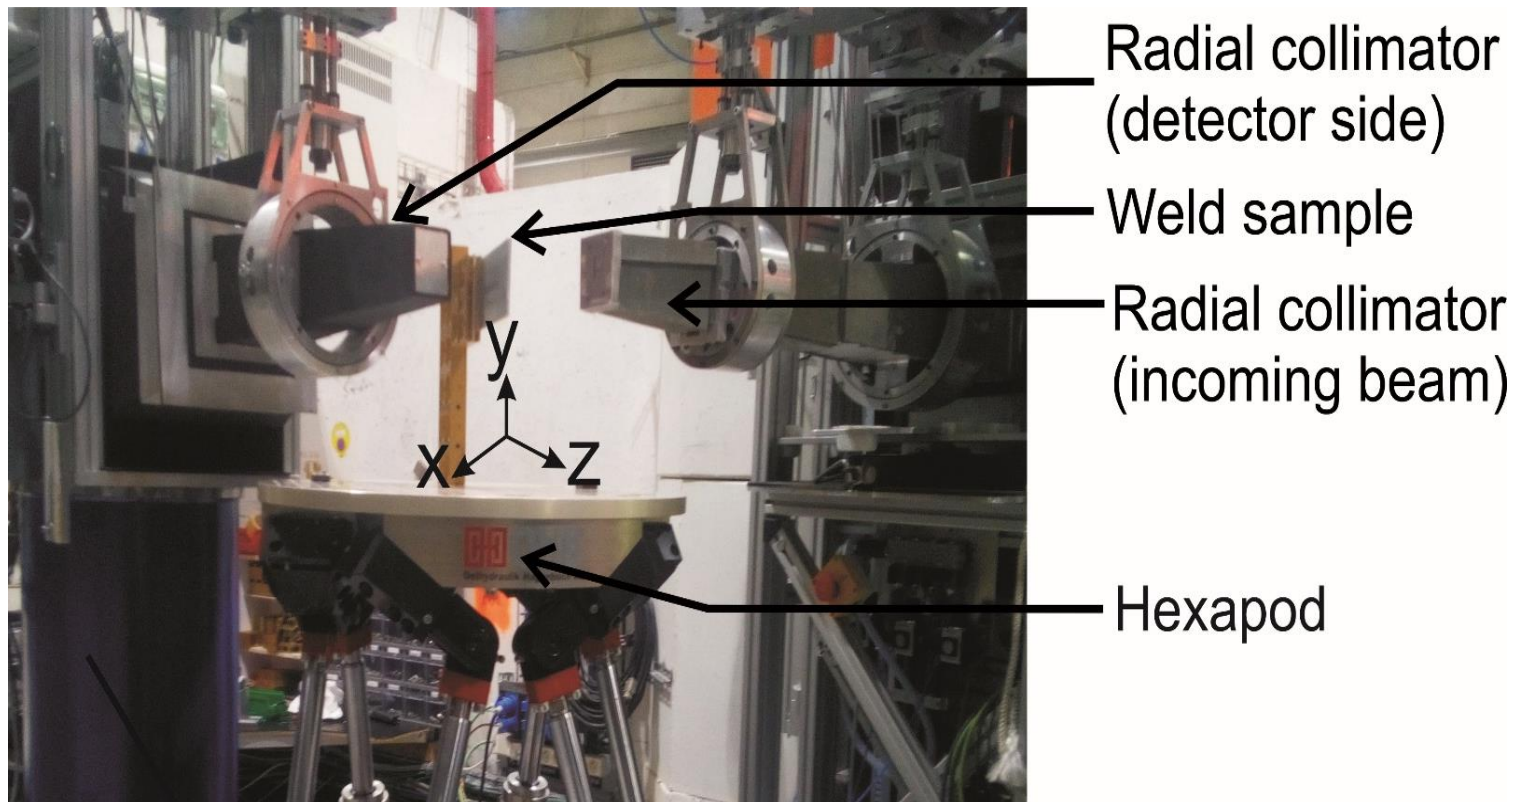 Radial collimator
(detector side)
Weld sample
Radial collimator
(incoming beam)
y
x
z
Hexapod